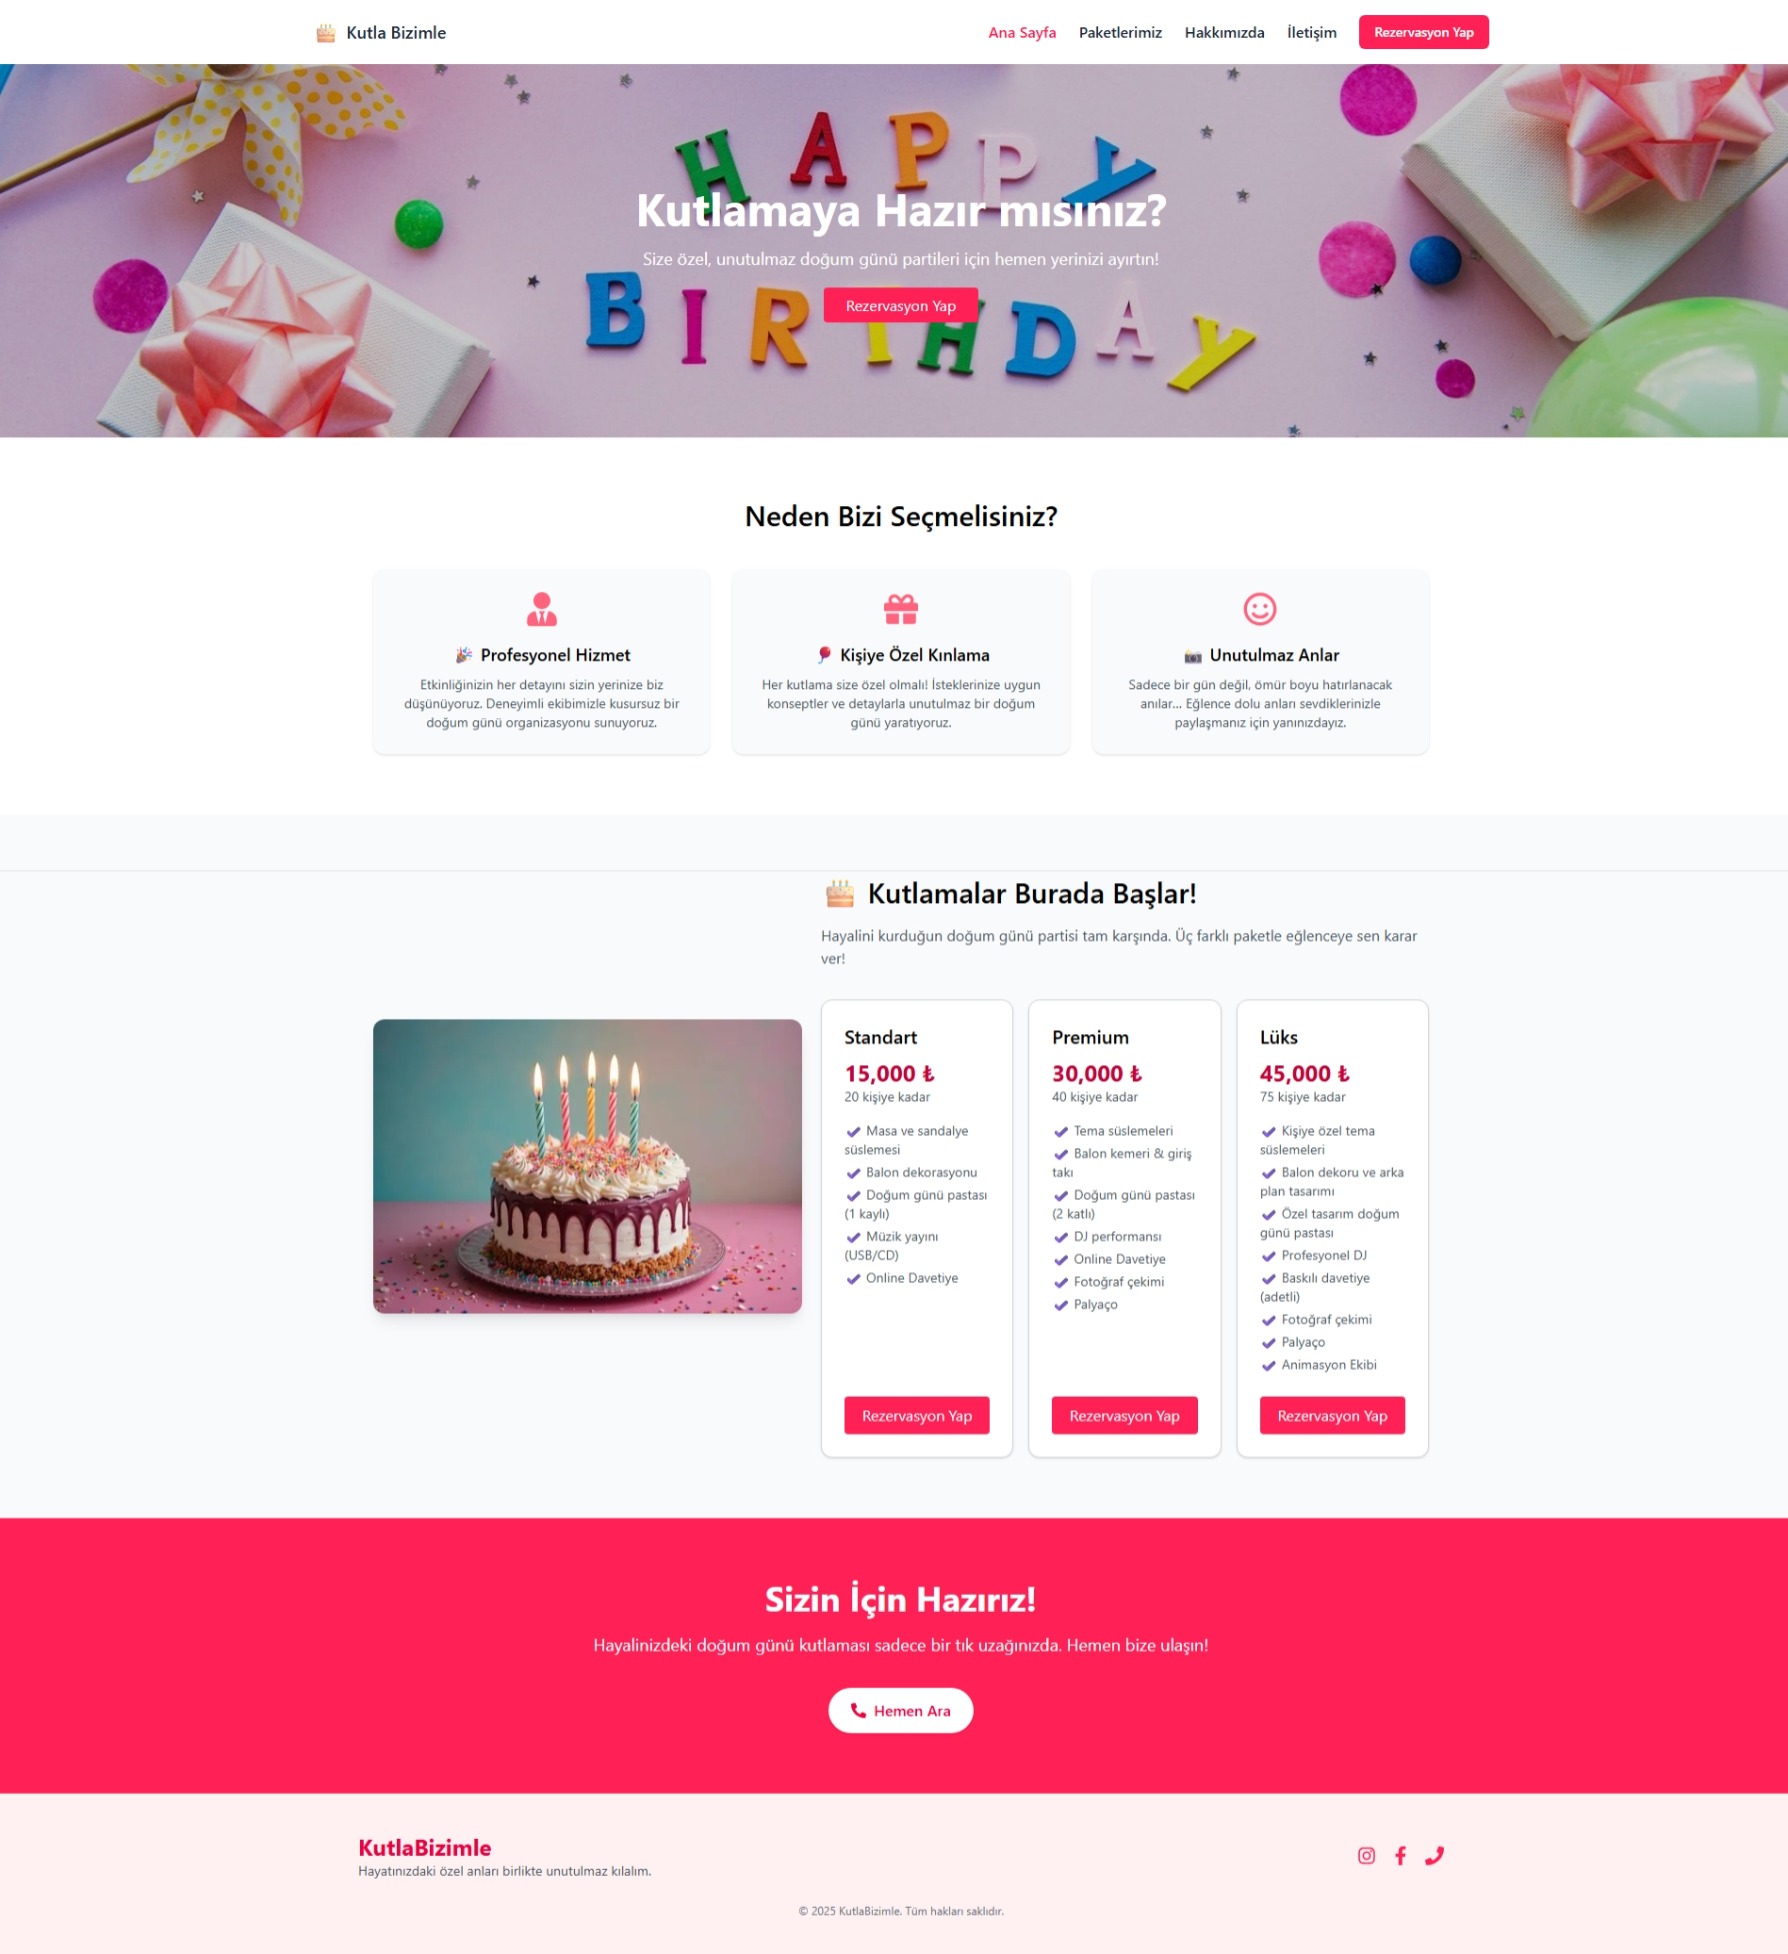 Kutla Bizimle
Ana Sayfa Paketlerimiz Hakkımızda İletişim Rezervasyon Yap
HAPPY
Kutlamaya Hazır mısınız?
Size özel, unutulmaz doğum günü partileri için hemen yerinizi ayırtın!
Rezervasyon Yap
BIRTHDAY
Neden Bizi Seçmelisiniz?
Profesyonel Hizmet
Etkinliğinizin her detayını sizin yerinize biz
düşünüyoruz. Deneyimli ekibimizle kusursuz bir
doğum günü organizasyonu sunuyoruz.
Kişiye Özel Kınlama
Her kutlama size özel olmalı! İsteklerinize uygun
konseptler ve detaylarla unutulmaz bir doğum
günü yaratıyoruz.
Unutulmaz Anlar
Sadece bir gün değil, ömür boyu hatırlanacak
anılar... Eğlence dolu anları sevdiklerinizle
paylaşmanız için yanınızdayız.
Kutlamalar Burada Başlar!
Hayalini kurduğun doğum günü partisi tam karşında. Üç farklı paketle eğlenceye sen karar
ver!
Standart
15,000 ₺
20 kişiye kadar
Masa ve sandalye
süslemesi
Balon dekorasyonu
Doğum günü pastası
(1 kaylı)
Müzik yayını
(USB/CD)
Online Davetiye
Rezervasyon Yap
Premium
30,000 ₺
40 kişiye kadar
Tema süslemeleri
Balon kemeri & giriş
takı
Doğum günü pastası
(2 katlı)
DJ performansı
Online Davetiye
Fotoğraf çekimi
Palyaço
Rezervasyon Yap
Lüks
45,000 ₺
75 kişiye kadar
Kişiye özel tema
süslemeleri
Balon dekoru ve arka
plan tasarımı
Özel tasarım doğum
günü pastası
Profesyonel DJ
Baskılı davetiye
(adetli)
Fotoğraf çekimi
Palyaço
Animasyon Ekibi
Rezervasyon Yap
Sizin İçin Hazırız!
Hayalinizdeki doğum günü kutlaması sadece bir tık uzağınızda. Hemen bize ulaşın!
Hemen Ara
KutlaBizimle
Hayatınızdaki özel anları birlikte unutulmaz kılalım.
© 2025 KutlaBizimle. Tüm hakları saklıdır.